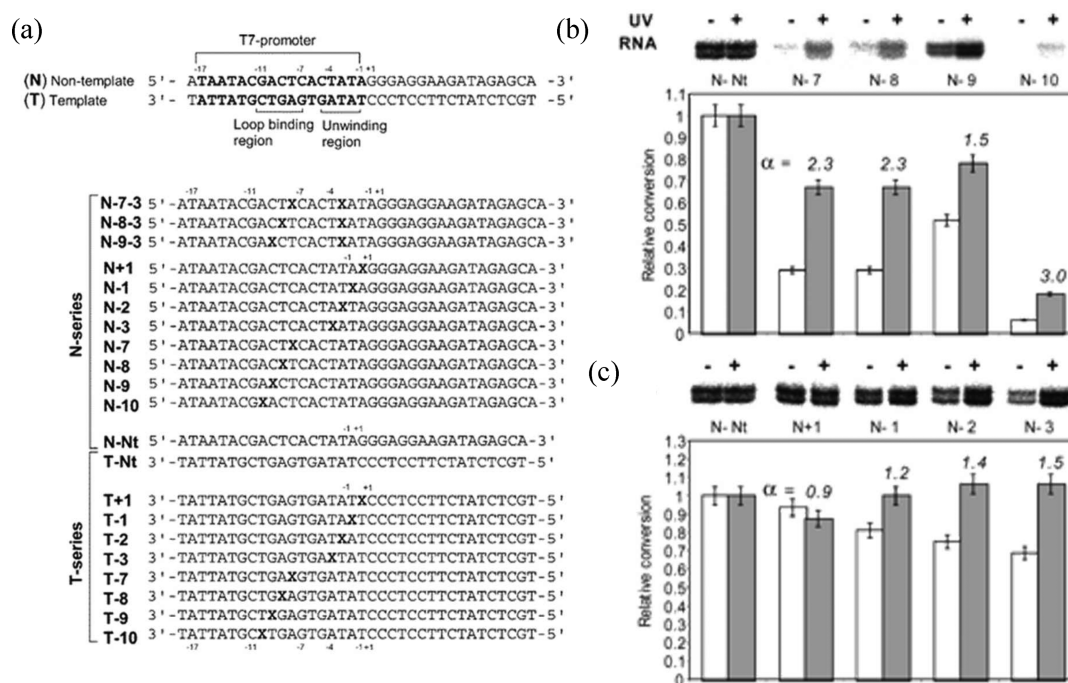 (a)
T7-promoter
-17 -11 -7 -4 -1 +1
(N) Non-template 5'-ATAATACGACTCACTATAGGGAGGAAGATAGAGCA-3'
(T) Template 3'-TATTATGCTGAGTGATATCCCTCCTTCTATCTCGT-5'
Loop binding region
Unwinding region
-17 -11 -7 -4 -1 +1
N-series
N-7-3 5'-ATAATACGACTXCACTXATAGGGAGGAAGATAGAGCA-3'
N-8-3 5'-ATAATACGACXTCACTXATAGGGAGGAAGATAGAGCA-3'
N-9-3 5'-ATAATACGAXCTCACTXATAGGGAGGAAGATAGAGCA-3'
-1 +1
N+1 5'-ATAATACGACTCACTATAXGGGAGGAAGATAGAGCA-3'
N-1 5'-ATAATACGACTCACTATXAGGGAGGAAGATAGAGCA-3'
N-2 5'-ATAATACGACTCACTAXTAGGGAGGAAGATAGAGCA-3'
N-3 5'-ATAATACGACTCACTXATAGGGAGGAAGATAGAGCA-3'
N-7 5'-ATAATACGACTXCACTATAGGGAGGAAGATAGAGCA-3'
N-8 5'-ATAATACGACXTCACTATAGGGAGGAAGATAGAGCA-3'
N-9 5'-ATAATACGAXCTCACTATAGGGAGGAAGATAGAGCA-3'
N-10 5'-ATAATACGXACTCACTATAGGGAGGAAGATAGAGCA-3'
-1 +1
N-Nt 5'-ATAATACGACTCACTATAGGGAGGAAGATAGAGCA-3'
T-series
T-Nt 3'-TATTATGCTGAGTGATATCCCTCCTTCTATCTCGT-5'
-1 +1
T+1 3'-TATTATGCTGAGTGATATXCCCTCCTTCTATCTCGT-5'
T-1 3'-TATTATGCTGAGTGATAXTCCCTCCTTCTATCTCGT-5'
T-2 3'-TATTATGCTGAGTGATXATCCCTCCTTCTATCTCGT-5'
T-3 3'-TATTATGCTGAGTGAXTATCCCTCCTTCTATCTCGT-5'
T-7 3'-TATTATGCTGAXGTGATATCCCTCCTTCTATCTCGT-5'
T-8 3'-TATTATGCTGXAGTGATATCCCTCCTTCTATCTCGT-5'
T-9 3'-TATTATGCTXGAGTGATATCCCTCCTTCTATCTCGT-5'
T-10 3'-TATTATGCXTGAGTGATATCCCTCCTTCTATCTCGT-5'
-17 -11 -7 -4 -1 +1
(b)
UV - + - + - + - + - +
RNA
N- Nt N- 7 N- 8 N- 9 N- 10
Relative conversion
1.1
1
0.9
0.8
0.7
0.6
0.5
0.4
0.3
0.2
0.1
0
α = 2.3 2.3 1.5 3.0
(c)
- + - + - + - + - +
N- Nt N+1 N- 1 N- 2 N- 3
Relative conversion
1.3
1.2
1.1
1
0.9
0.8
0.7
0.6
0.5
0.4
0.3
0.2
0.1
0
α = 0.9 1.2 1.4 1.5